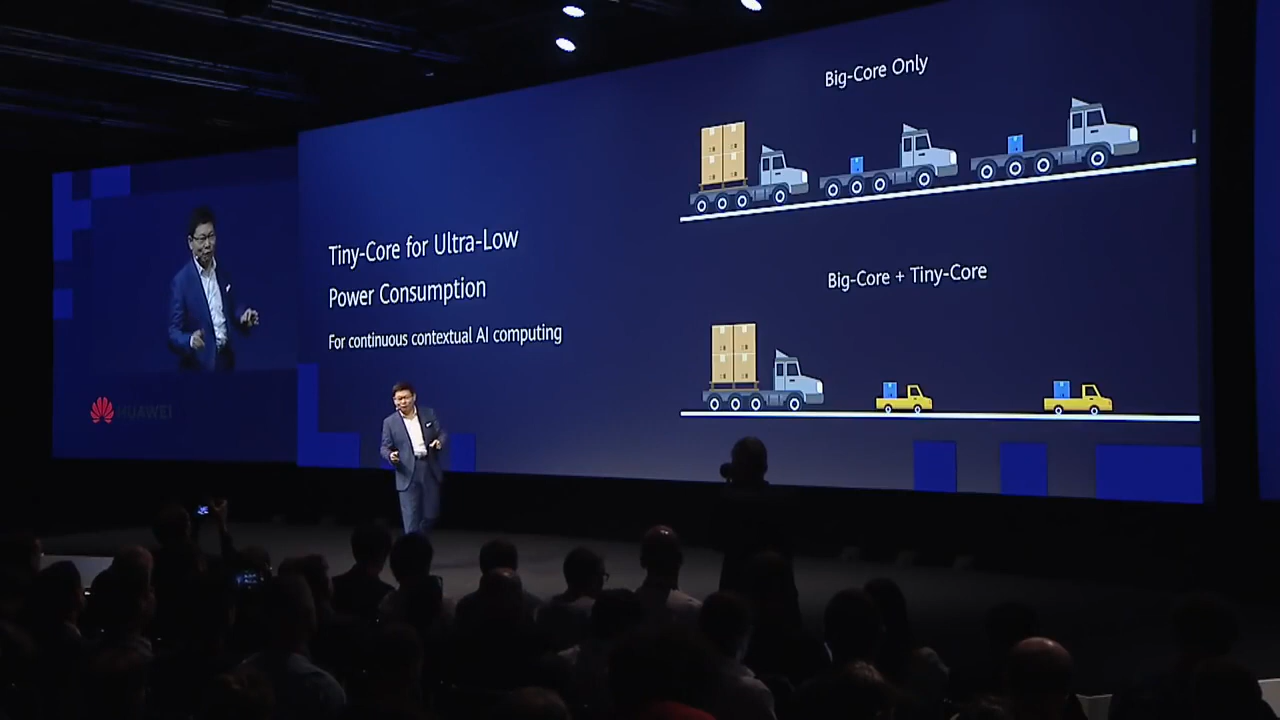 Big-Core Only
Tiny-Core for Ultra-Low
Power Consumption
For continuous contextual AI computing
Big-Core + Tiny-Core
HUAWEI